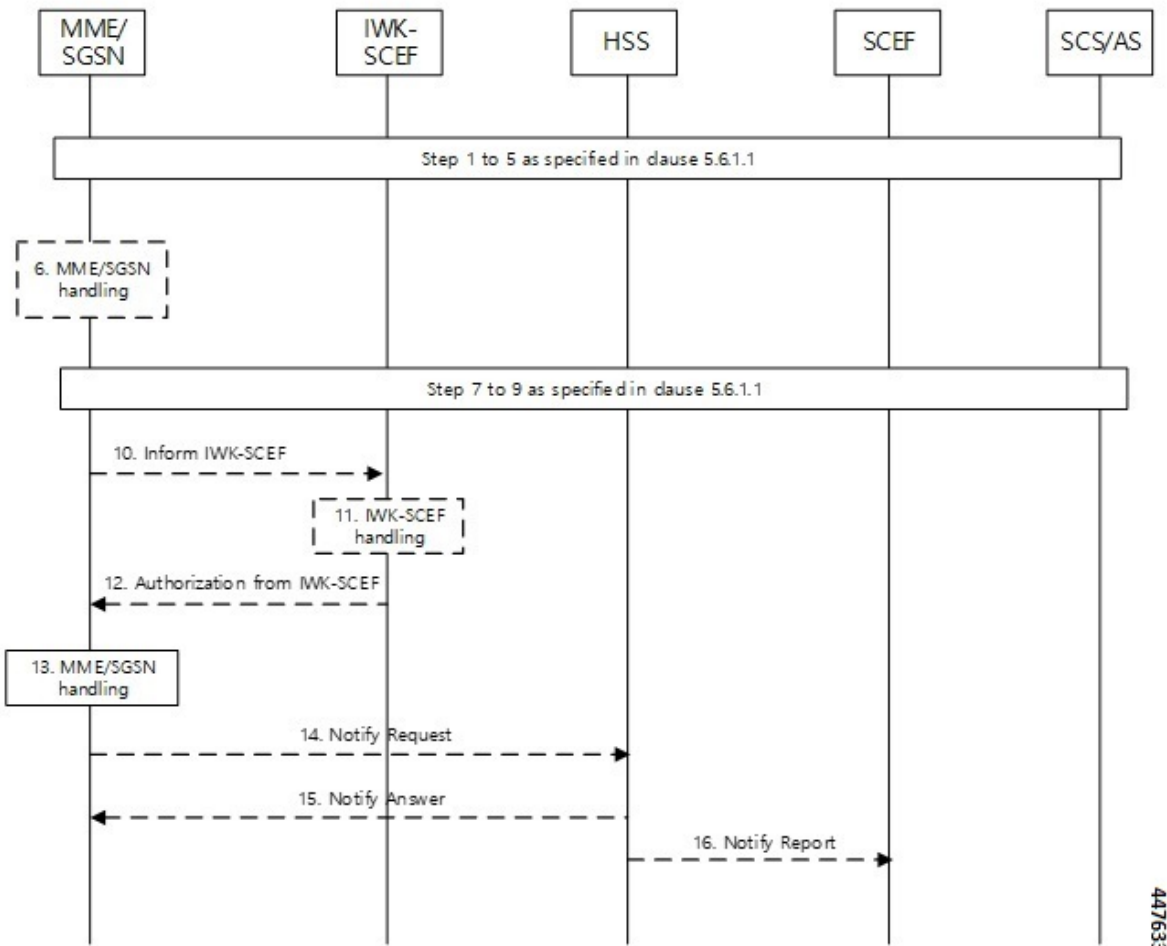 MME/
SGSN
IWK-
SCEF
HSS
SCEF
SCS/AS
Step 1 to 5 as specified in clause 5.6.1.1
6. MME/SGSN
handling
Step 7 to 9 as specified in clause 5.6.1.1
10. Inform IWK-SCEF
11. IWK-SCEF
handling
12. Authorization from IWK-SCEF
13. MME/SGSN
handling
14. Notify Request
15. Notify Answer
16. Notify Report